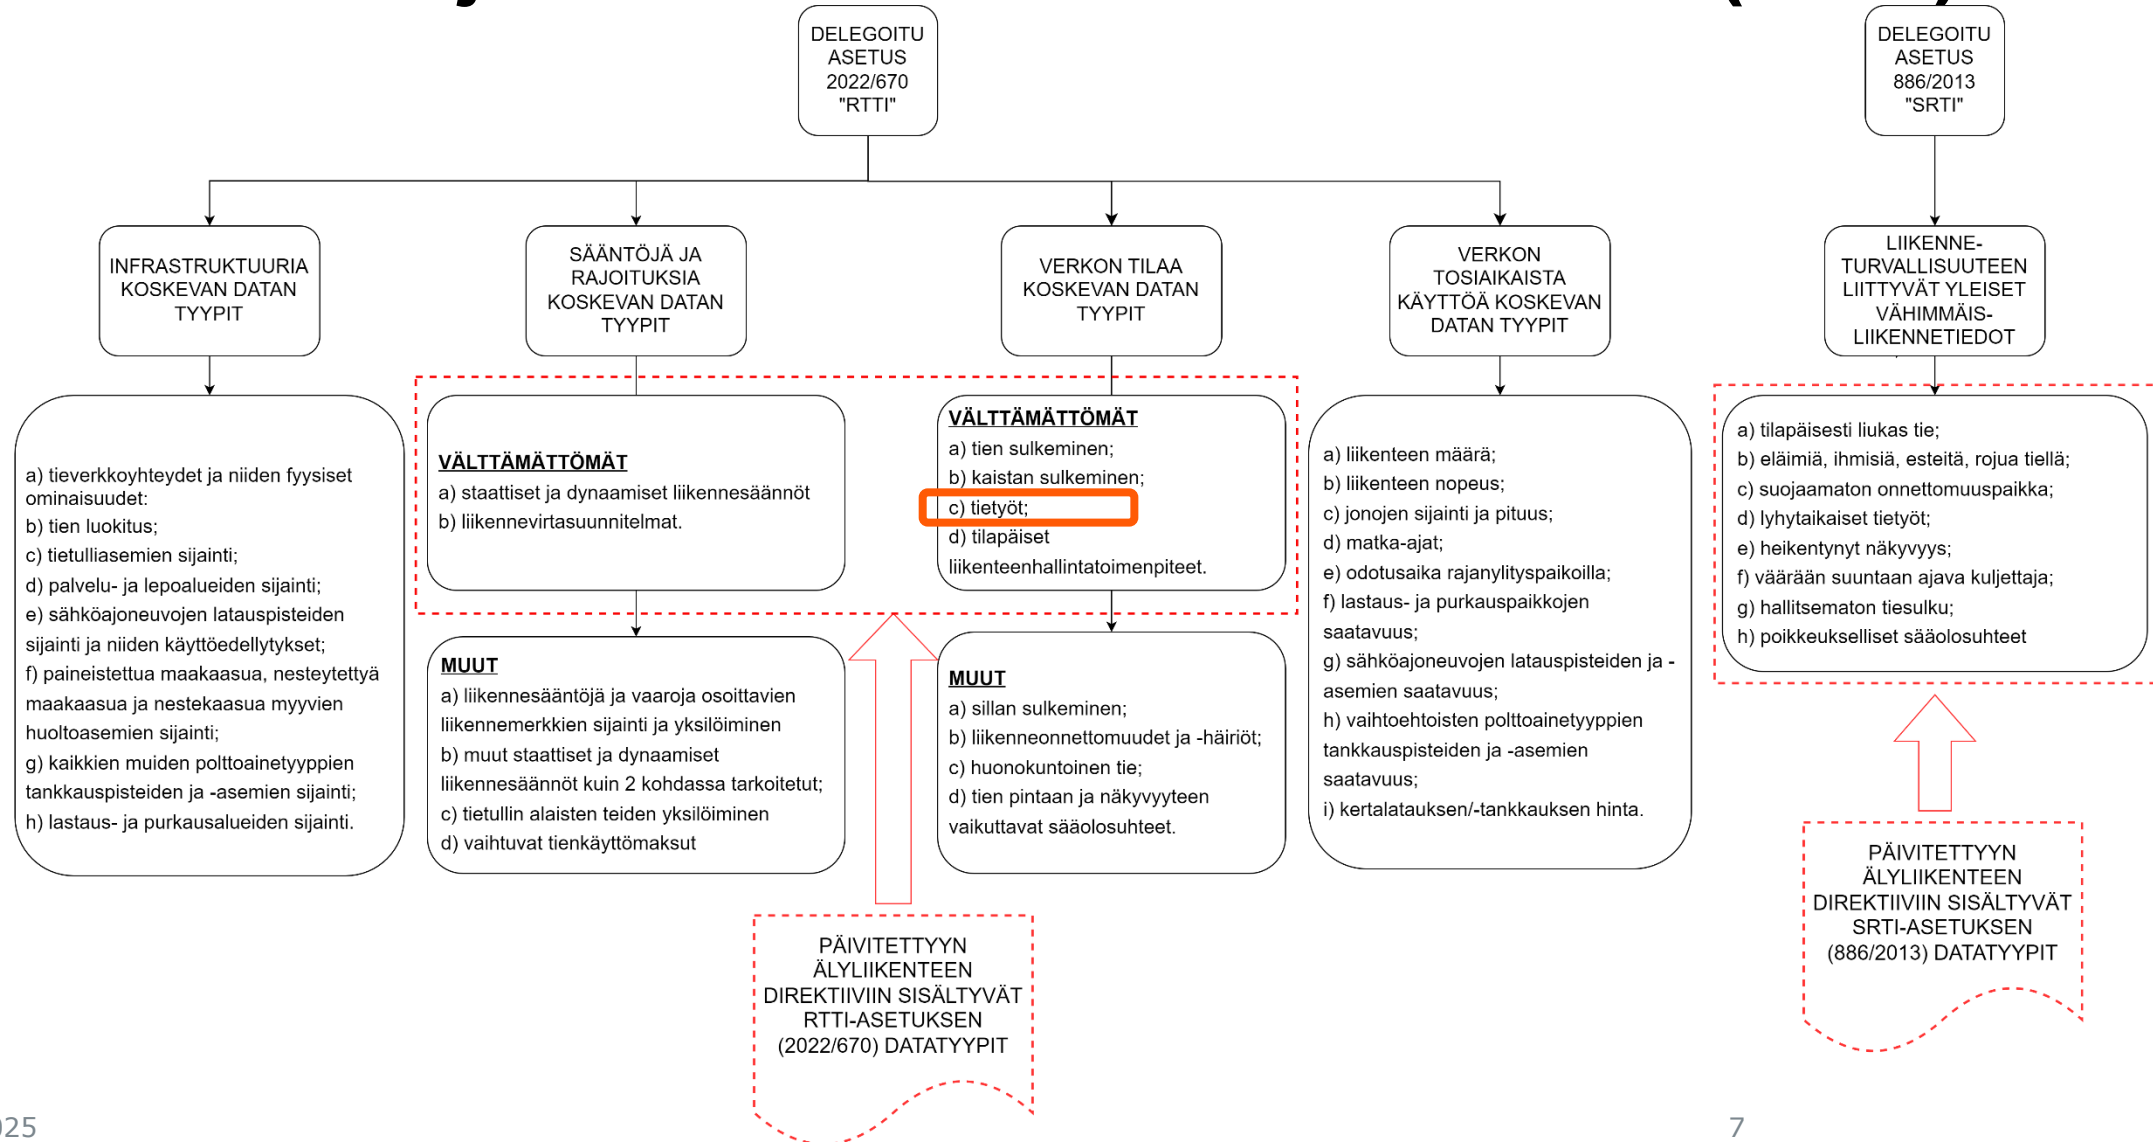 DELEGOITU
ASETUS
2022/670
"RTTI"
DELEGOITU
ASETUS
886/2013
"SRTI"
INFRASTRUKTUURIA
KOSKEVAN DATAN
TYYPIT
SÄÄNTÖJÄ JA
RAJOITUKSIA
KOSKEVAN DATAN
TYYPIT
VERKON TILAA
KOSKEVAN DATAN
TYYPIT
VERKON
TOSIAIKAISTA
KÄYTTÖÄ KOSKEVAN
DATAN TYYPIT
LIIKENNE-
TURVALLISUUTEEN
LIITTYVÄT YLEISET
VÄHIMMÄIS-
LIIKENNETIEDOT
a) tieverkkoyhteydet ja niiden fyysiset
ominaisuudet:
b) tien luokitus;
c) tietulliasemien sijainti;
d) palvelu- ja lepoalueiden sijainti;
e) sähköajoneuvojen latauspisteiden
sijainti ja niiden käyttöedellytykset;
f) paineistettua maakaasua, nesteytettyä
maakaasua ja nestekaasua myyvien
huoltoasemien sijainti;
g) kaikkien muiden polttoainetyyppien
tankkauspisteiden ja -asemien sijainti;
h) lastaus- ja purkausalueiden sijainti.
VÄLTTÄMÄTTÖMÄT
a) staattiset ja dynaamiset liikennesäännöt
b) liikennevirtasuunnitelmat.
MUUT
a) liikennesääntöjä ja vaaroja osoittavien
liikennemerkkien sijainti ja yksilöiminen
b) muut staattiset ja dynaamiset
liikennesäännöt kuin 2 kohdassa tarkoitetut;
c) tietullin alaisten teiden yksilöiminen
d) vaihtuvat tienkäyttömaksut
VÄLTTÄMÄTTÖMÄT
a) tien sulkeminen;
b) kaistan sulkeminen;
c) tietyöt;
d) tilapäiset
liikenteenhallintatoimenpiteet.
MUUT
a) sillan sulkeminen;
b) liikenneonnettomuudet ja -häiriöt;
c) huonokuntoinen tie;
d) tien pintaan ja näkyvyyteen
vaikuttavat sääolosuhteet.
a) liikenteen määrä;
b) liikenteen nopeus;
c) jonojen sijainti ja pituus;
d) matka-ajat;
e) odotusaika rajanylityspaikoilla;
f) lastaus- ja purkauspaikkojen
saatavuus;
g) sähköajoneuvojen latauspisteiden ja -
asemien saatavuus;
h) vaihtoehtoisten polttoainetyyppien
tankkauspisteiden ja -asemien
saatavuus;
i) kertalatauksen/-tankkauksen hinta.
a) tilapäisesti liukas tie;
b) eläimiä, ihmisiä, esteitä, rojua tiellä;
c) suojaamaton onnettomuuspaikka;
d) lyhytaikaiset tietyöt;
e) heikentynyt näkyvyys;
f) väärään suuntaan ajava kuljettaja;
g) hallitsematon tiesulku;
h) poikkeukselliset sääolosuhteet
PÄIVITETTYYN
ÄLYLIIKENTEEN
DIREKTIIVIIN SISÄLTYVÄT
RTTI-ASETUKSEN
(2022/670) DATATYYPIT
PÄIVITETTYYN
ÄLYLIIKENTEEN
DIREKTIIVIIN SISÄLTYVÄT
SRTI-ASETUKSEN
(886/2013) DATATYYPIT
025
7